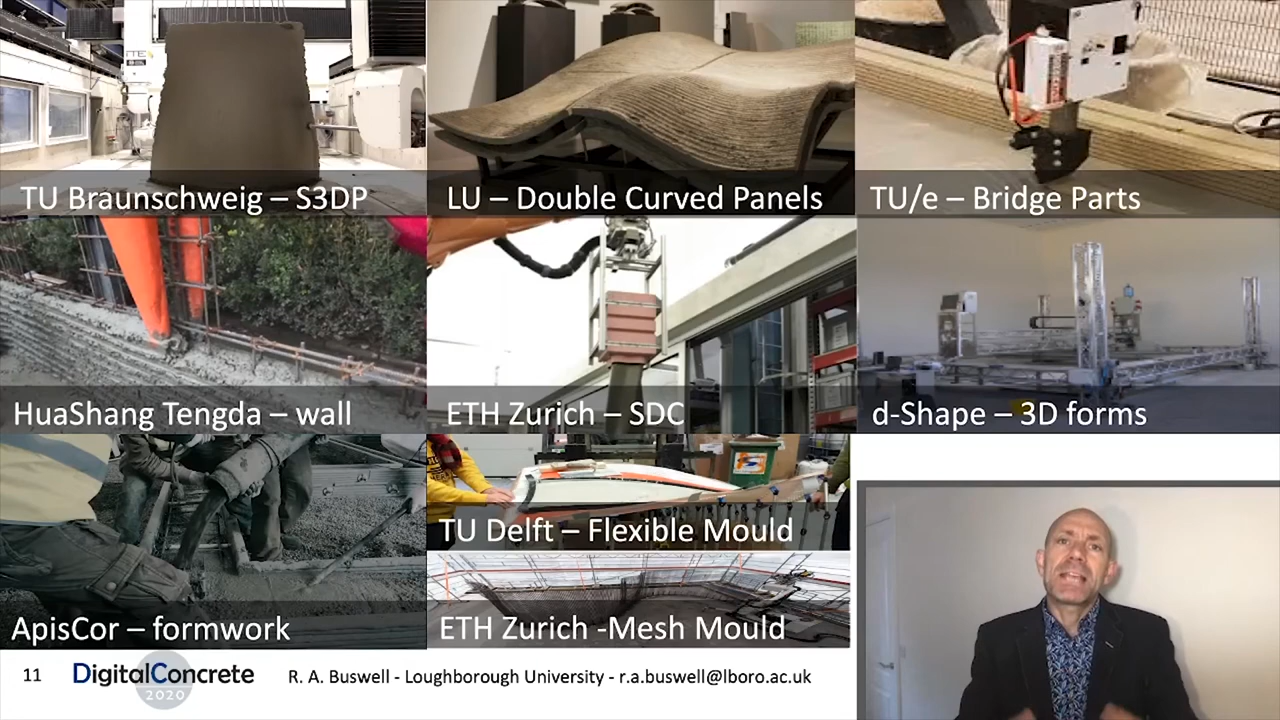 TU Braunschweig – S3DP
LU – Double Curved Panels
TU/e – Bridge Parts
HuaShang Tengda – wall
ETH Zurich – SDC
d-Shape – 3D forms
ApisCor – formwork
TU Delft – Flexible Mould
ETH Zurich -Mesh Mould
11
DigitalConcrete
2020
R. A. Buswell - Loughborough University - r.a.buswell@lboro.ac.uk